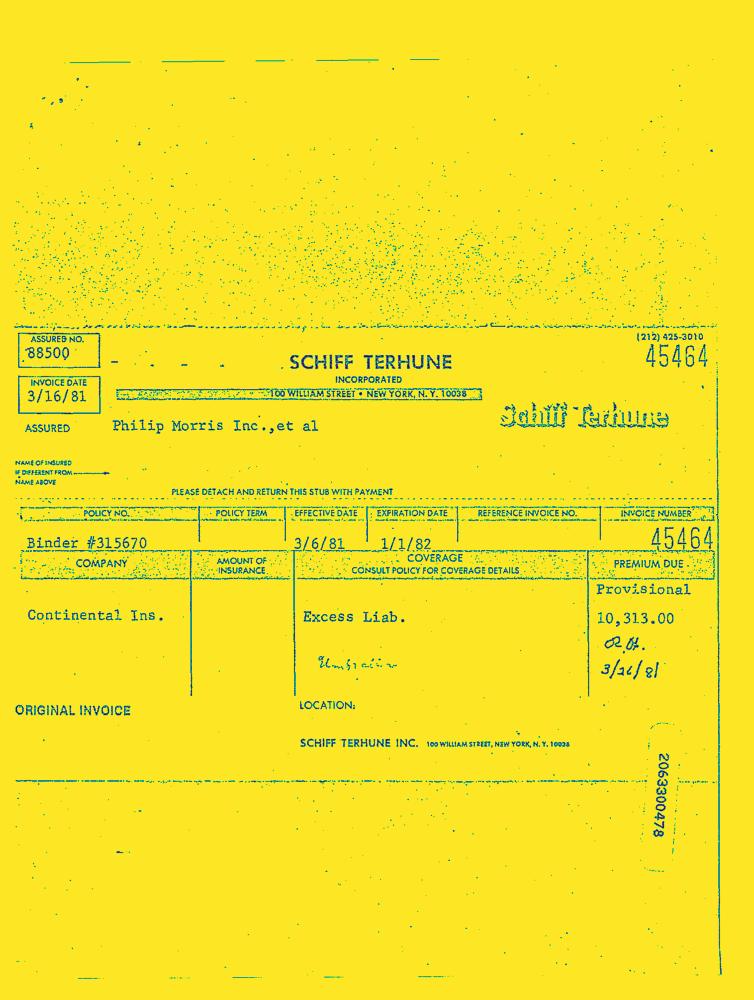 ASSURED NO.
88500
(212) 425-3010
45464
SCHIFF TERHUNE
INCORPORATED
100 WILLIAM STREET • NEW YORK, N. Y. 10038
INVOICE DATE
3/16/81
Schiff Terhune
ASSURED Philip Morris Inc.,et al
NAME OF INSURED
IF DIFFERENT FROM
NAME ABOVE
PLEASE DETACH AND RETURN THIS STUB WITH PAYMENT
POLICY NO. POLICY TERM EFFECTIVE DATE EXPIRATION DATE REFERENCE INVOICE NO. INVOICE NUMBER
Binder #315670 3/6/81 1/1/82 45464
COMPANY AMOUNT OF INSURANCE COVERAGE CONSULT POLICY FOR COVERAGE DETAILS PREMIUM DUE
Provisional
Continental Ins. Excess Liab. 10,313.00
3/26/81
ORIGINAL INVOICE
LOCATION:
SCHIFF TERHUNE INC. 100 WILLIAM STREET, NEW YORK, N. Y. 10038
2063300478